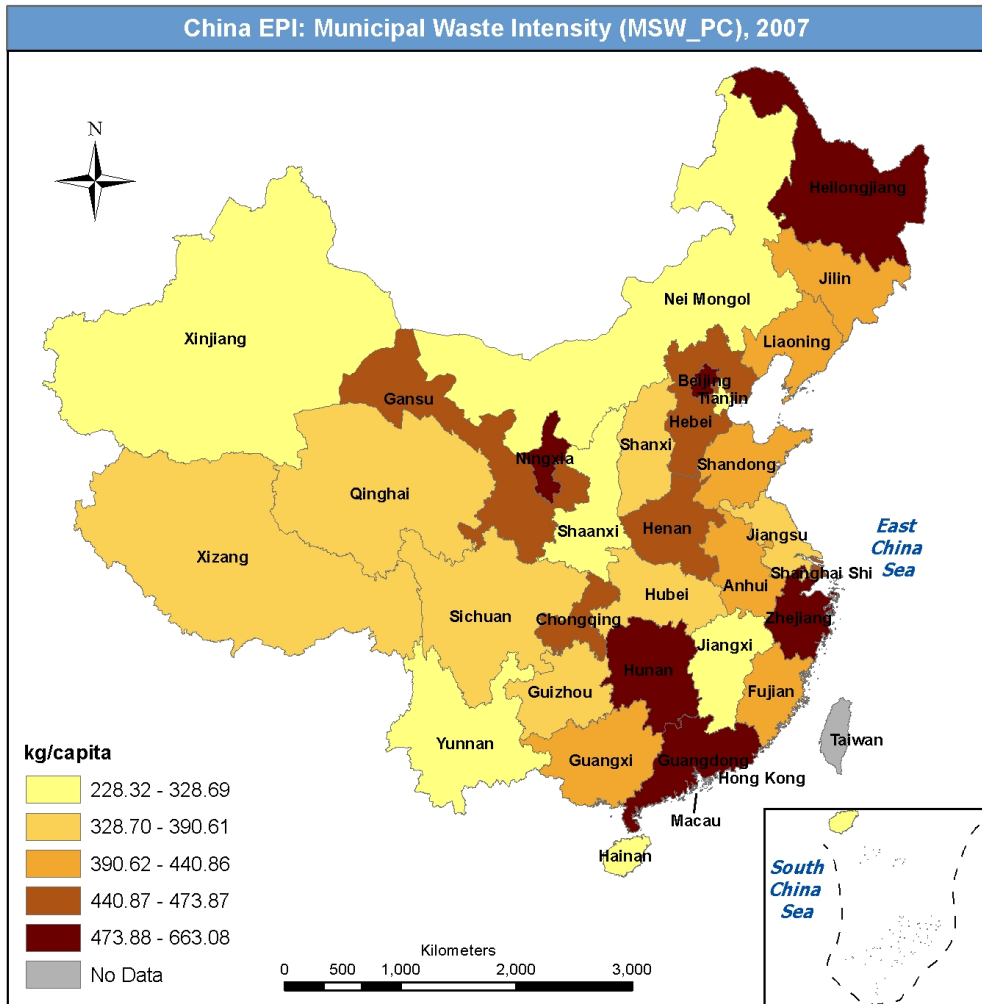 China EPI: Municipal Waste Intensity (MSW_PC), 2007
N
Heilongjiang
Jilin
Nei Mongol
Xinjiang
Liaoning
Beijing
Tianjin
Gansu
Hebei
Shanxi
Ningxia
Shandong
Qinghai
Shaanxi
Henan
Jiangsu
East
China
Sea
Xizang
Shanghai Shi
Anhui
Hubei
Sichuan
Chongqing
Zhejiang
Jiangxi
Hunan
Guizhou
Fujian
Yunnan
Guangxi
Guangdong
Taiwan
Hong Kong
Macau
Hainan
kg/capita
228.32 - 328.69
328.70 - 390.61
390.62 - 440.86
440.87 - 473.87
473.88 - 663.08
No Data
Kilometers
0 500 1,000 2,000 3,000
South
China
Sea